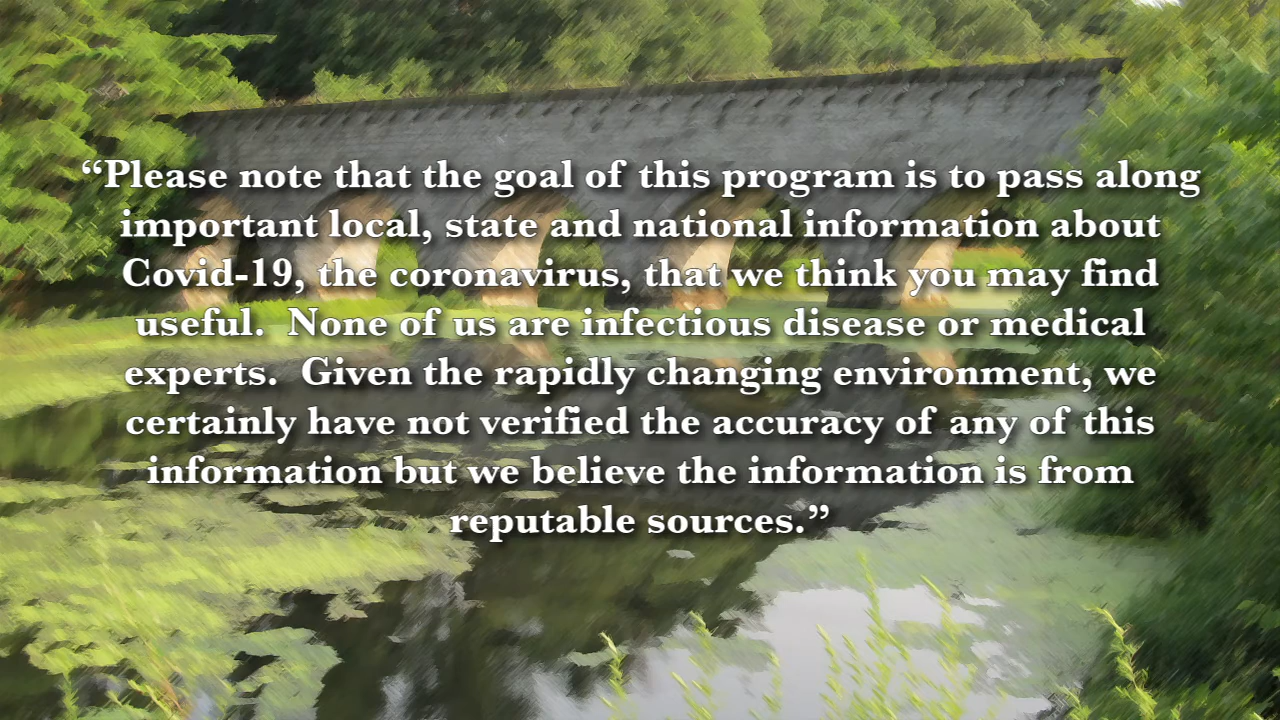 “Please note that the goal of this program is to pass along
important local, state and national information about
Covid-19, the coronavirus, that we think you may find
useful.  None of us are infectious disease or medical
experts.  Given the rapidly changing environment, we
certainly have not verified the accuracy of any of this
information but we believe the information is from
reputable sources.”